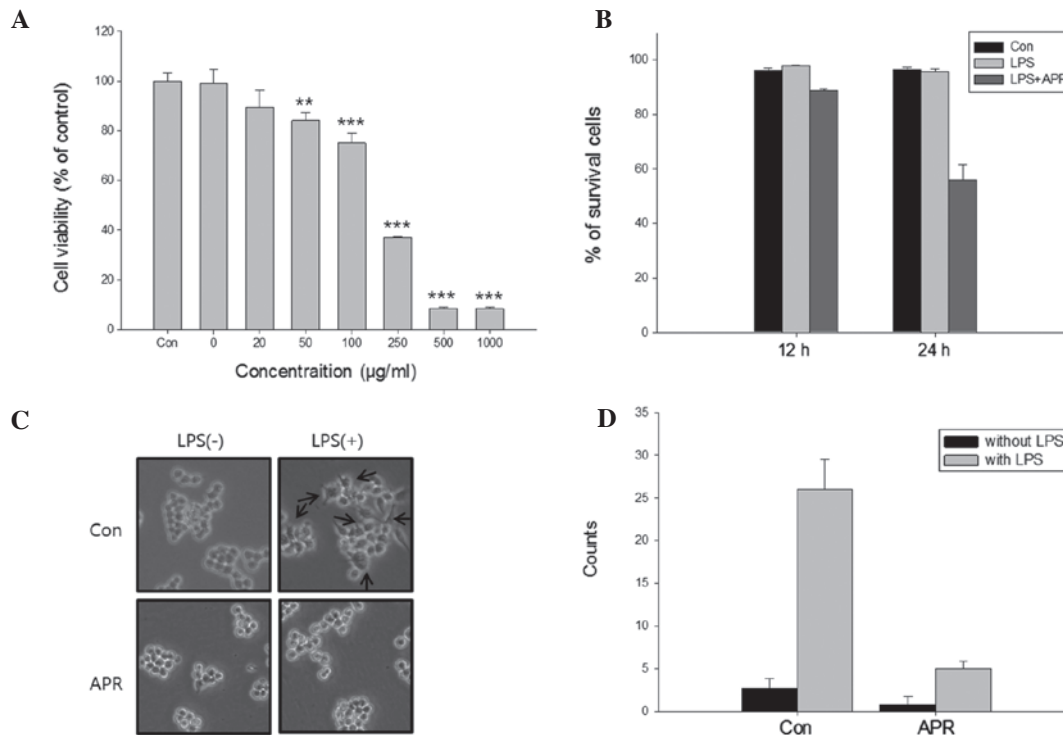 A
Cell viability (% of control)
120
100
80
60
40
20
0
**
***
***
***
***
Con
0
20
50
100
250
500
1000
Concentraition (µg/ml)
B
% of survival cells
100
80
60
40
20
0
Con
LPS
LPS+APR
12 h
24 h
C
LPS(-)
LPS(+)
Con
APR
D
Counts
35
30
25
20
15
10
5
0
without LPS
with LPS
Con
APR